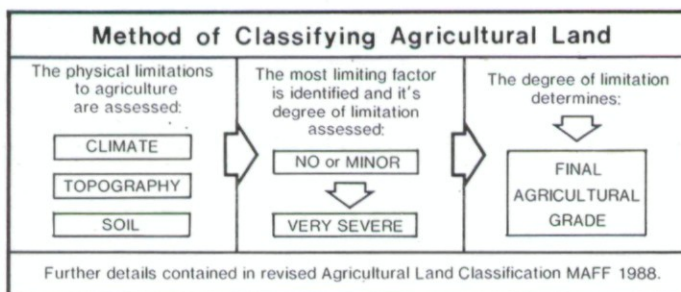 Method of Classifying Agricultural Land
The physical limitations
to agriculture
are assessed:
CLIMATE
TOPOGRAPHY
SOIL
The most limiting factor
is identified and it's
degree of limitation
assessed:
NO or MINOR
VERY SEVERE
The degree of limitation
determines:
FINAL
AGRICULTURAL
GRADE
Further details contained in revised Agricultural Land Classification MAFF 1988.